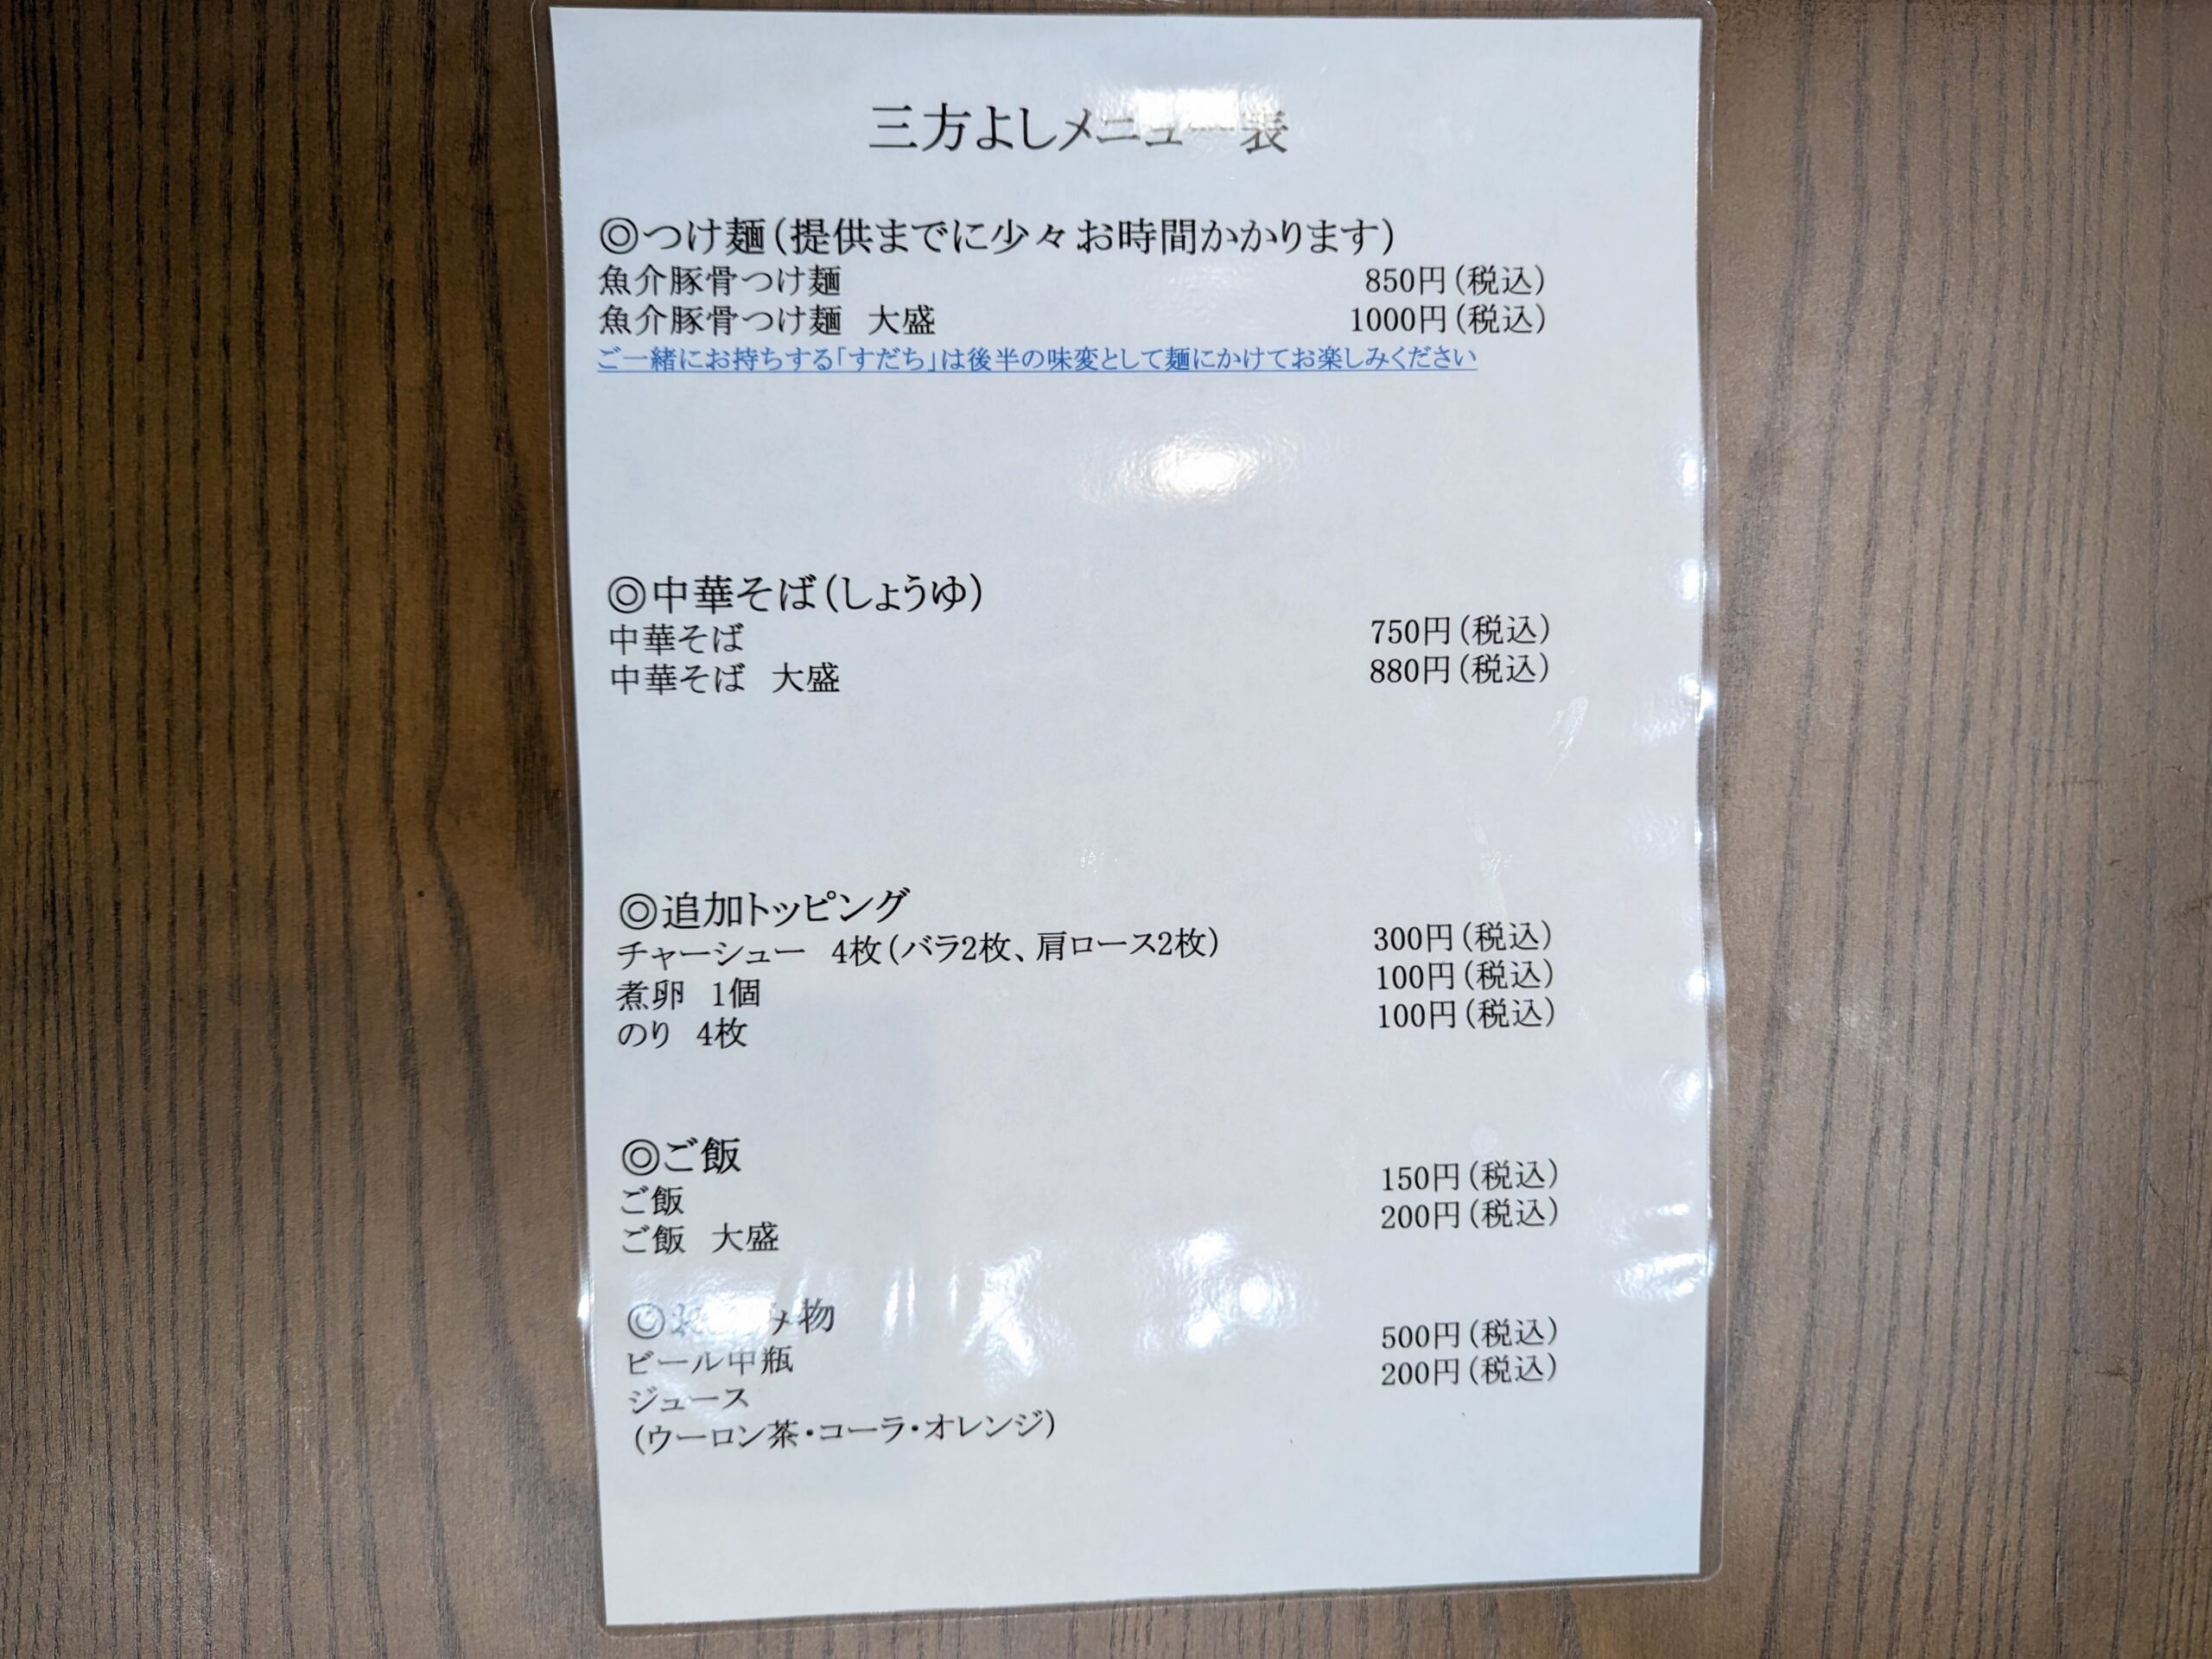 三方よしメニュー表
◎つけ麺(提供までに少々お時間かかります)
魚介豚骨つけ麺 850円(税込)
魚介豚骨つけ麺 大盛 1000円(税込)
ご一緒にお持ちする「すだち」は後半の味変として麺にかけてお楽しみください
◎中華そば(しょうゆ)
中華そば 750円(税込)
中華そば 大盛 880円(税込)
◎追加トッピング
チャーシュー 4枚(バラ2枚、肩ロース2枚) 300円(税込)
煮卵 1個 100円(税込)
のり 4枚 100円(税込)
◎ご飯
ご飯 150円(税込)
ご飯 大盛 200円(税込)
◎ み物
ビール中瓶 500円(税込)
ジュース 200円(税込)
(ウーロン茶・コーラ・オレンジ)